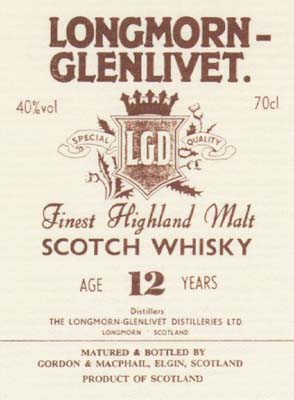 LONGMORN-
GLENLIVET.
40%vol
70cl
SPECIAL
QUALITY
LGD
Finest Highland Malt
SCOTCH WHISKY
AGE 12 YEARS
Distillers
THE LONGMORN-GLENLIVET DISTILLERIES LTD.
LONGMORN SCOTLAND
MATURED & BOTTLED BY
GORDON & MACPHAIL, ELGIN, SCOTLAND
PRODUCT OF SCOTLAND